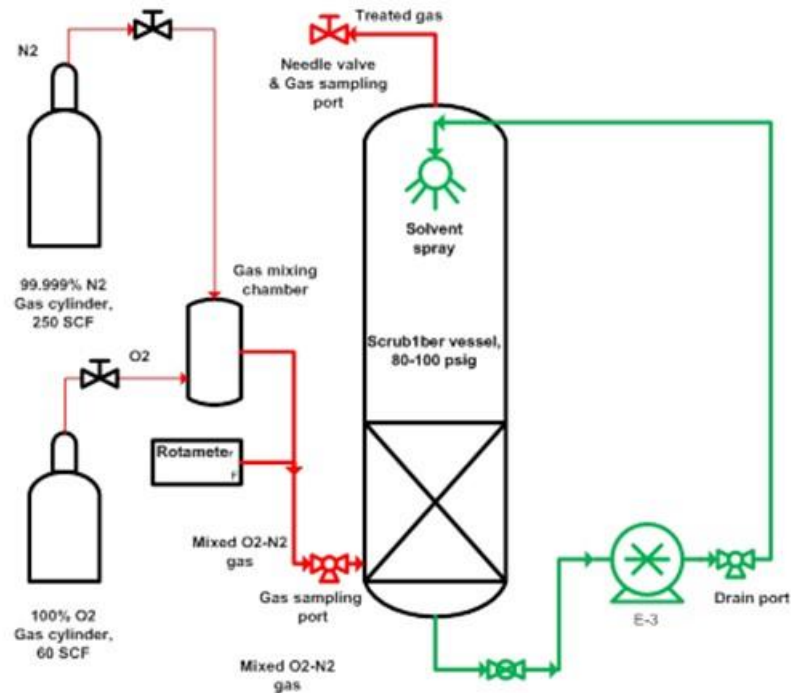 Treated gas
N2
Needle valve
& Gas sampling
port
Solvent
spray
99.999% N2
Gas cylinder,
250 SCF
Gas mixing
chamber
Scrub1ber vessel,
80-100 psig
O2
Rotameter
F
Mixed O2-N2
gas
Gas sampling
port
Drain port
E-3
100% O2
Gas cylinder,
60 SCF
Mixed O2-N2
gas